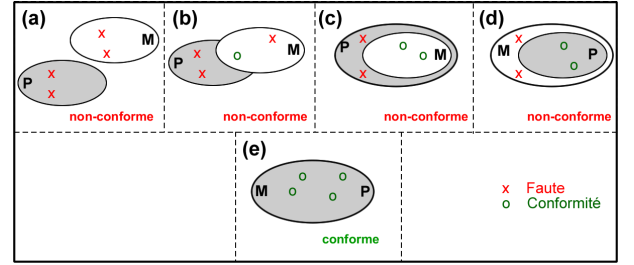 (a)
x
x
M
P
x
x
non-conforme
(b)
x
x
M
P
o
x
non-conforme
(c)
x
o
P
o
M
x
non-conforme
(d)
x
o
M
P
o
x
non-conforme
(e)
o
o
M
o
o
P
conforme
x Faute
o Conformité